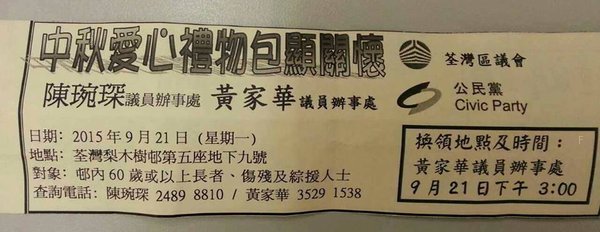 中秋愛心禮物包顯關懷
荃灣區議會
陳琬琛議員辦事處 黃家華議員辦事處
公民黨
Civic Party
日期: 2015年9月21日 (星期一)
地點: 荃灣梨木樹邨第五座地下九號
對象: 邨內60歲或以上長者、傷殘及綜援人士
查詢電話: 陳琬琛 2489 8810 / 黃家華 3529 1538
換領地點及時間:
黃家華議員辦事處
9月21日下午 3:00